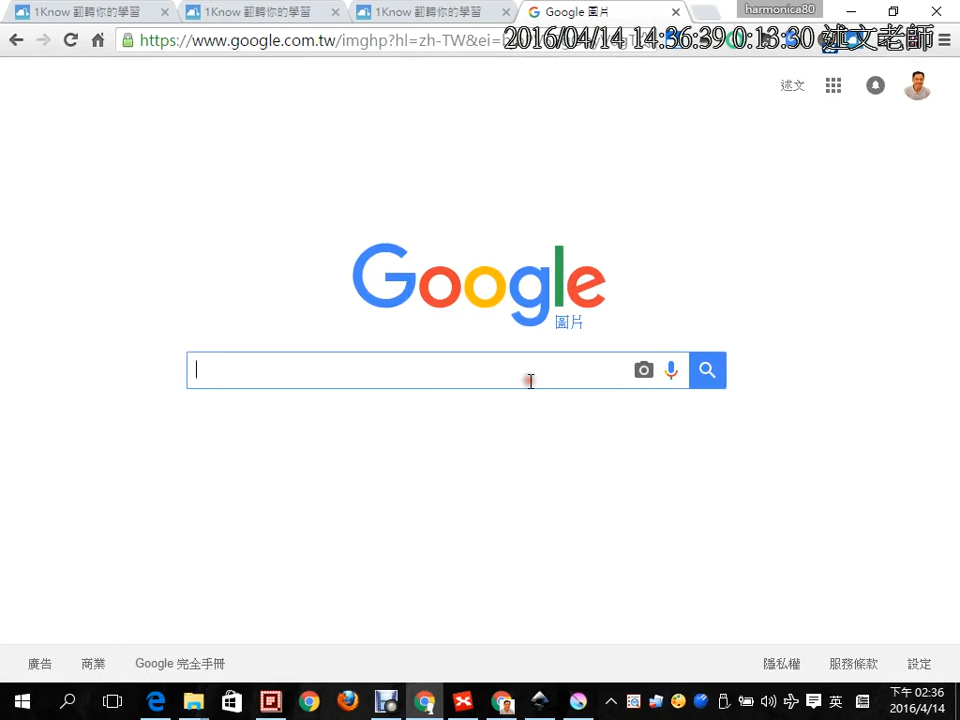 1Know 翻轉你的學習
1Know 翻轉你的學習
1Know 翻轉你的學習
Google 圖片
harmonica80
https://www.google.com.tw/imghp?hl=zh-TW&ei=
2016/04/14 14:36:39 0:13:30 述文老師
述文
Google
圖片
廣告
商業
Google 完全手冊
隱私權
服務條款
設定
英
下午 02:36
2016/4/14